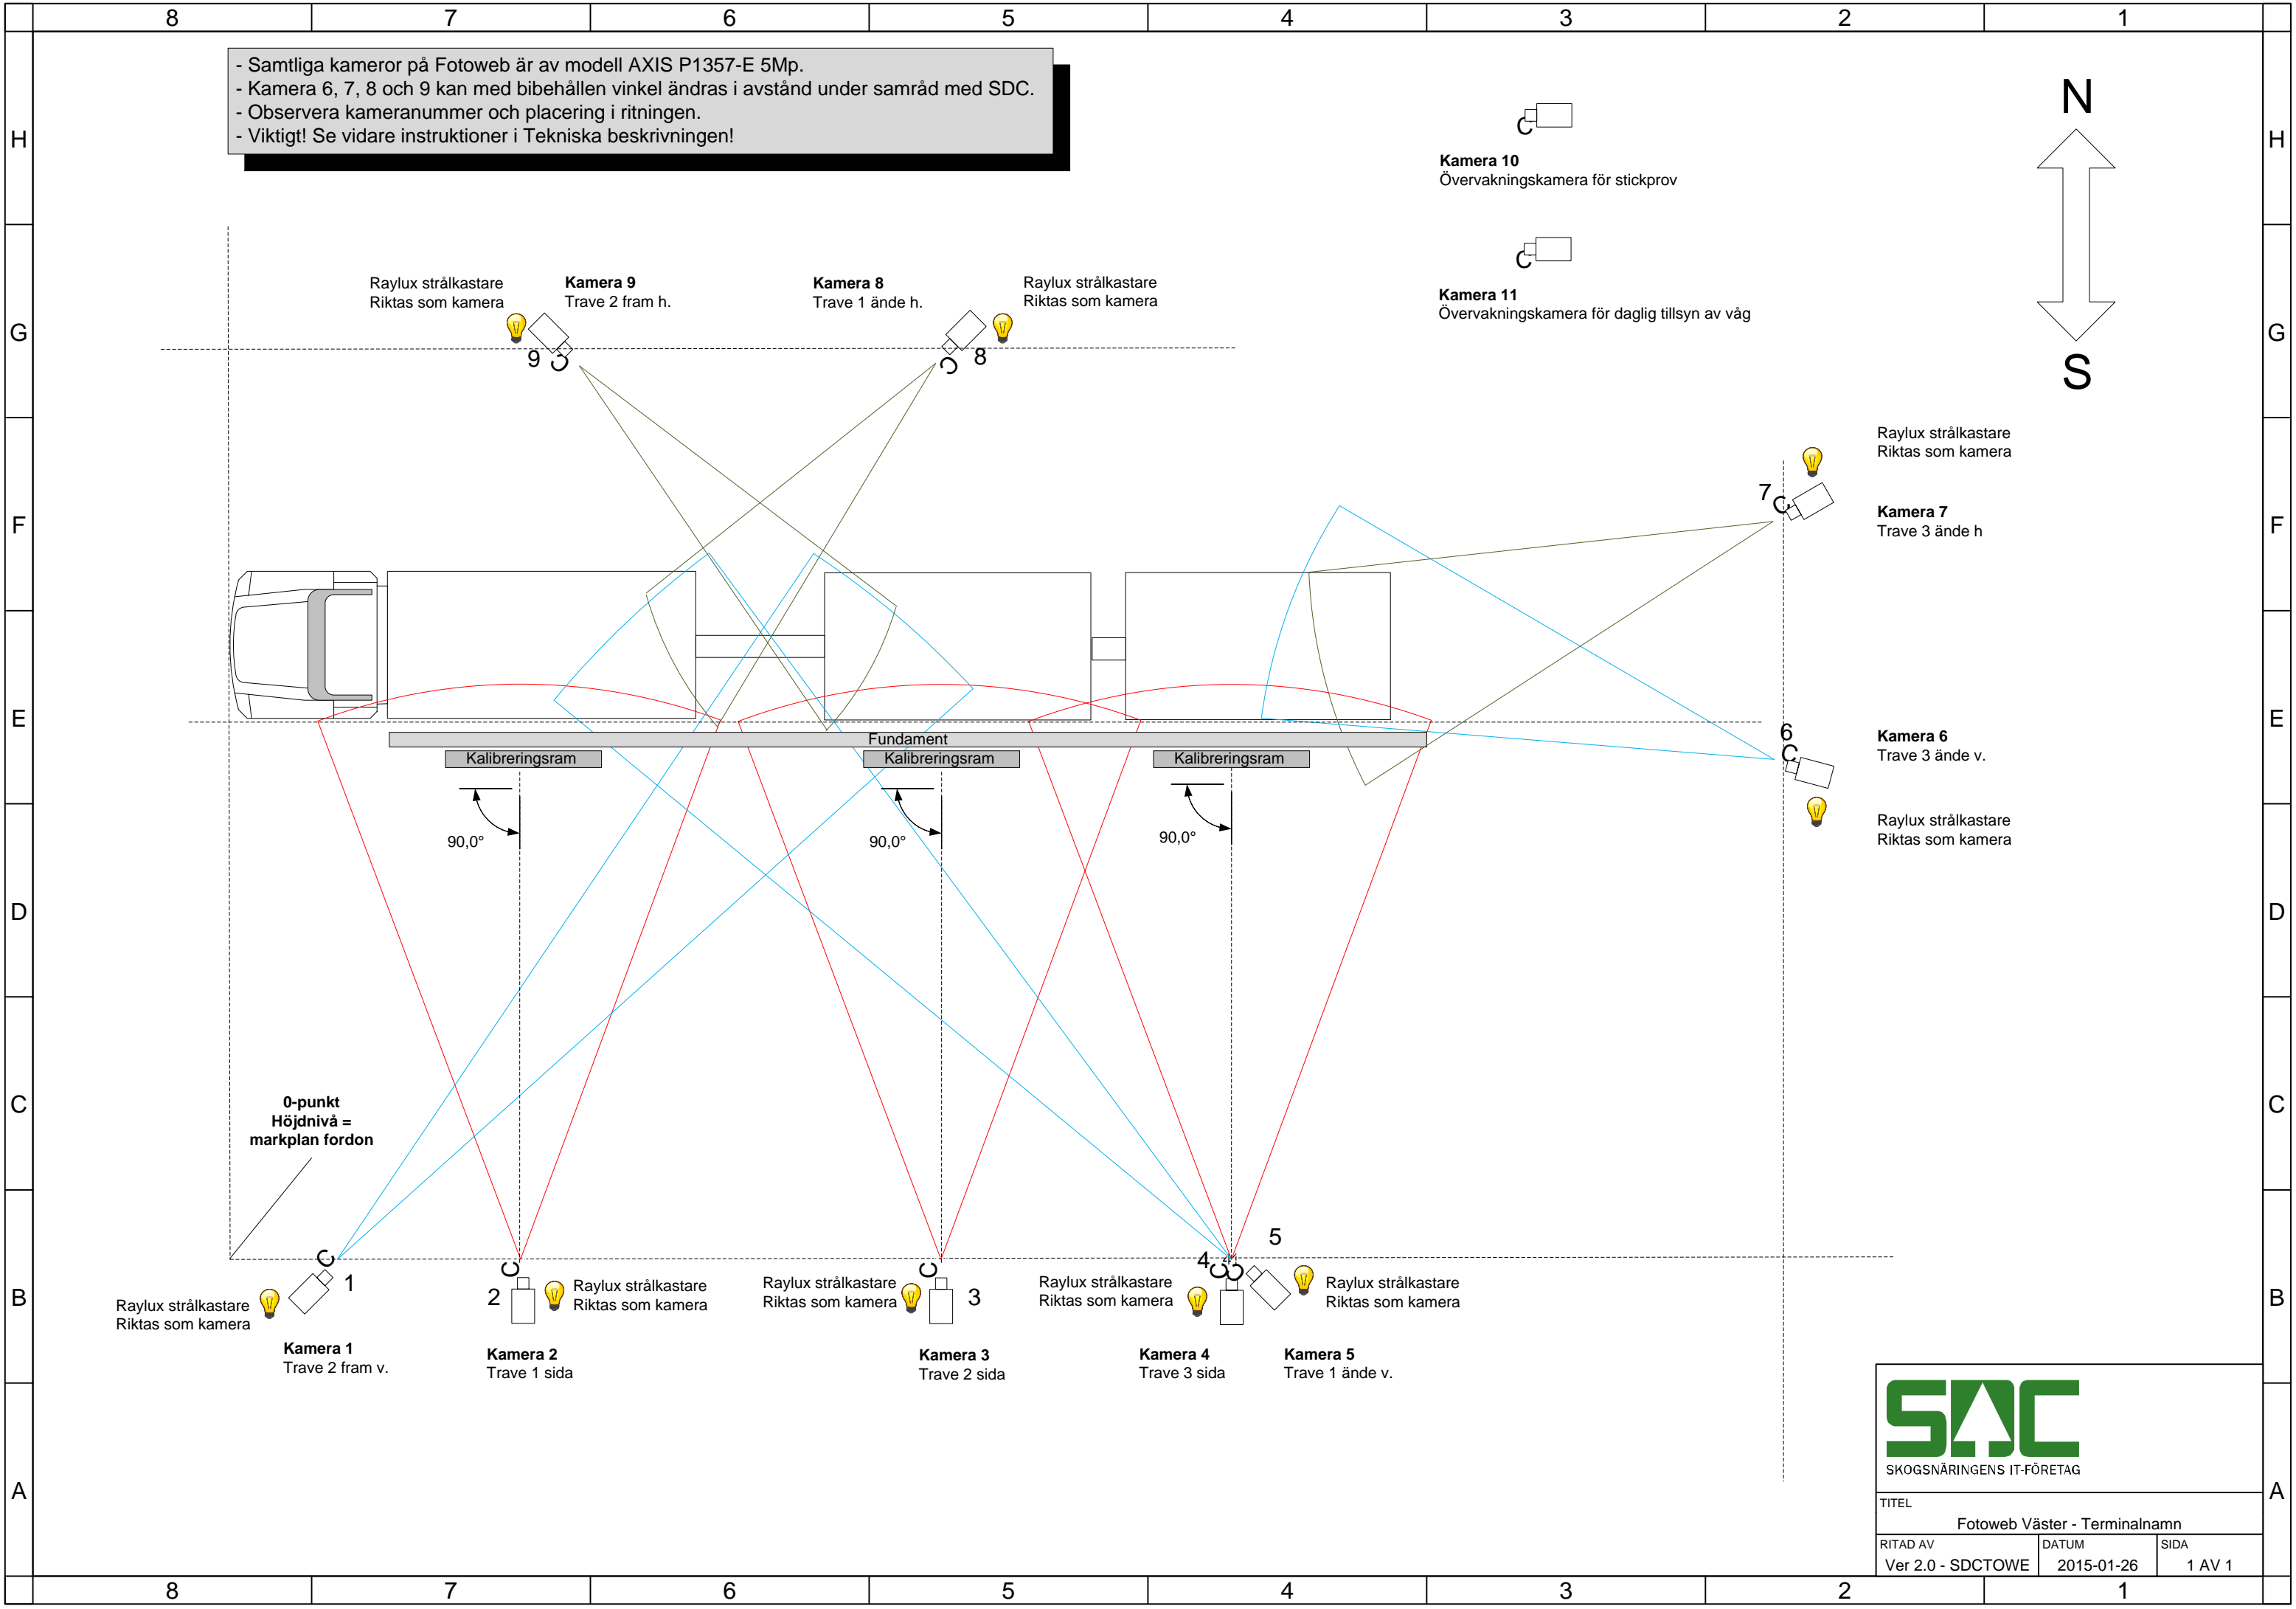 8 7 6 5 4 3 2 1
- Samtliga kameror på Fotoweb är av modell AXIS P1357-E 5Mp.
- Kamera 6, 7, 8 och 9 kan med bibehållen vinkel ändras i avstånd under samråd med SDC.
- Observera kameranummer och placering i ritningen.
- Viktigt! Se vidare instruktioner i Tekniska beskrivningen!
N
H
H
C
Kamera 10
Övervakningskamera för stickprov
C
Kamera 11
Övervakningskamera för daglig tillsyn av våg
S
Raylux strålkastare
Riktas som kamera
Kamera 9
Trave 2 fram h.
Kamera 8
Trave 1 ände h.
Raylux strålkastare
Riktas som kamera
G
G
9
C
C
8
Raylux strålkastare
Riktas som kamera
7
C
Kamera 7
Trave 3 ände h
F
F
E
E
Fundament
Kalibreringsram
Kalibreringsram
Kalibreringsram
90,0°
90,0°
90,0°
6
C
Kamera 6
Trave 3 ände v.
Raylux strålkastare
Riktas som kamera
D
D
C
C
0-punkt
Höjdnivå =
markplan fordon
B
B
C
1
Raylux strålkastare
Riktas som kamera
Kamera 1
Trave 2 fram v.
C
2
Raylux strålkastare
Riktas som kamera
Kamera 2
Trave 1 sida
Raylux strålkastare
Riktas som kamera
C
3
Kamera 3
Trave 2 sida
Raylux strålkastare
Riktas som kamera
4
C
Kamera 4
Trave 3 sida
5
C
Raylux strålkastare
Riktas som kamera
Kamera 5
Trave 1 ände v.
A
A
SDC
SKOGSNÄRINGENS IT-FÖRETAG
TITEL
Fotoweb Väster - Terminalnamn
RITAD AV
Ver 2.0 - SDCTOWE
DATUM
2015-01-26
SIDA
1 AV 1
8 7 6 5 4 3 2 1